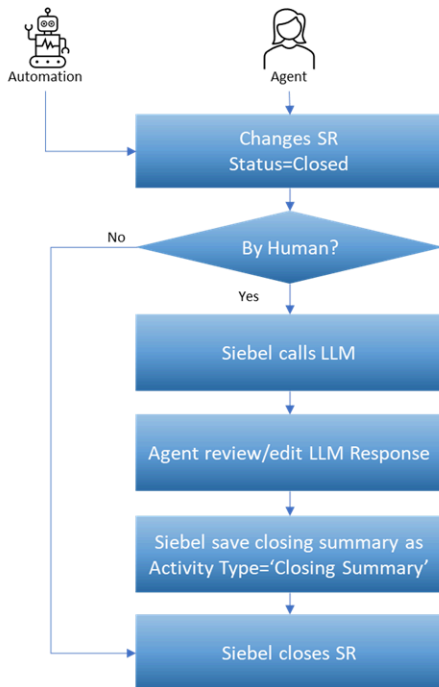 Automation
Agent
Changes SR
Status=Closed
No
By Human?
Yes
Siebel calls LLM
Agent review/edit LLM Response
Siebel save closing summary as
Activity Type=‘Closing Summary’
Siebel closes SR